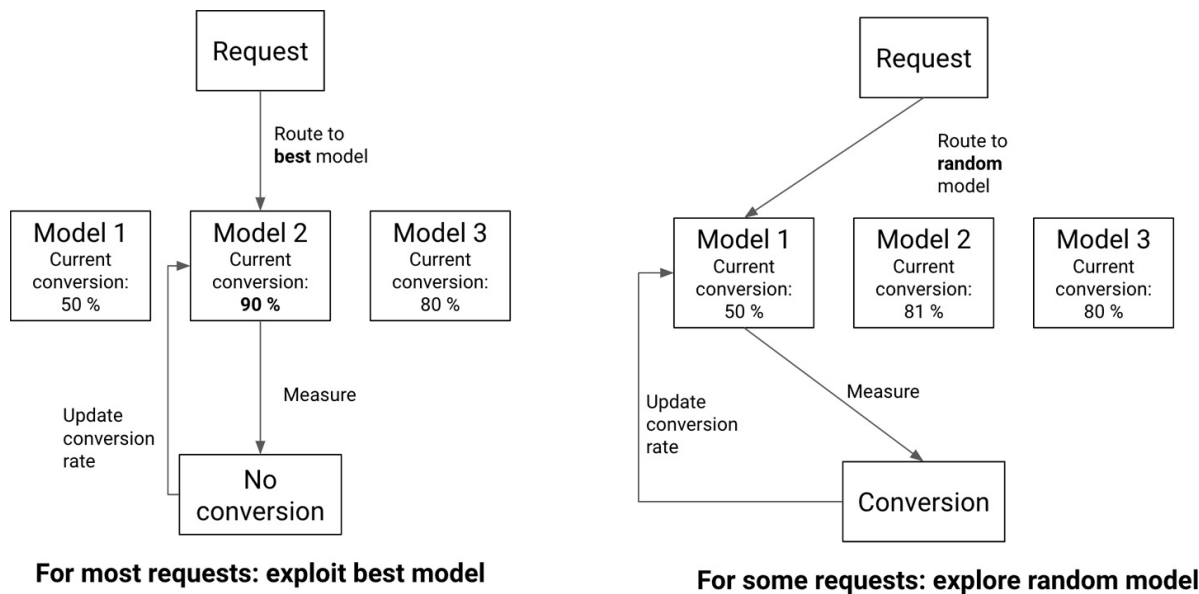 Request
Route to
best model
Model 1
Current
conversion:
50 %
Model 2
Current
conversion:
90 %
Model 3
Current
conversion:
80 %
Measure
Update
conversion
rate
No
conversion
For most requests: exploit best model
Request
Route to
random
model
Model 1
Current
conversion:
50 %
Model 2
Current
conversion:
81 %
Model 3
Current
conversion:
80 %
Measure
Update
conversion
rate
Conversion
For some requests: explore random model